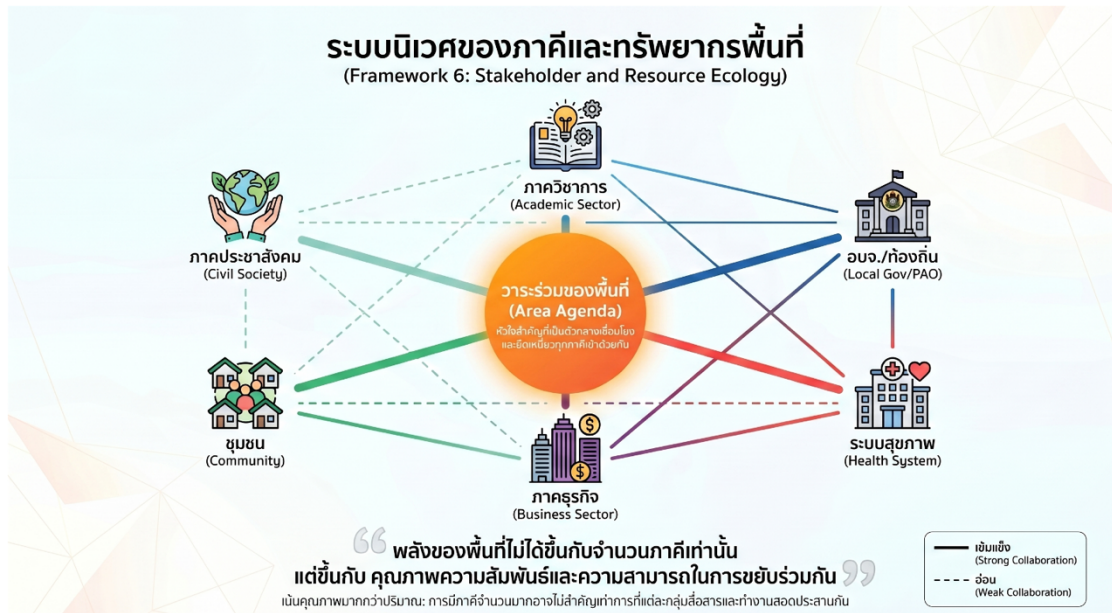 ระบบนิเวศของภาคีและทรัพยากรพื้นที่
(Framework 6: Stakeholder and Resource Ecology)
ภาควิชาการ
(Academic Sector)
ภาคประชาสังคม
(Civil Society)
อบจ./ท้องถิ่น
(Local Gov/PAO)
วาระร่วมของพื้นที่
(Area Agenda)
หัวใจสำคัญที่เป็นตัวกลางเชื่อมโยง
และยึดเหนี่ยวทุกภาคีเข้าด้วยกัน
ชุมชน
(Community)
ระบบสุขภาพ
(Health System)
ภาคธุรกิจ
(Business Sector)
“ พลังของพื้นที่ไม่ได้ขึ้นกับจำนวนภาคีเท่านั้น
แต่ขึ้นกับ คุณภาพความสัมพันธ์และความสามารถในการขยับร่วมกัน ”
เน้นคุณภาพมากกว่าปริมาณ: การมีภาคีจำนวนมากอาจไม่สำคัญเท่าการที่แต่ละกลุ่มสื่อสารและทำงานสอดประสานกัน
เข้มแข็ง
(Strong Collaboration)
อ่อน
(Weak Collaboration)